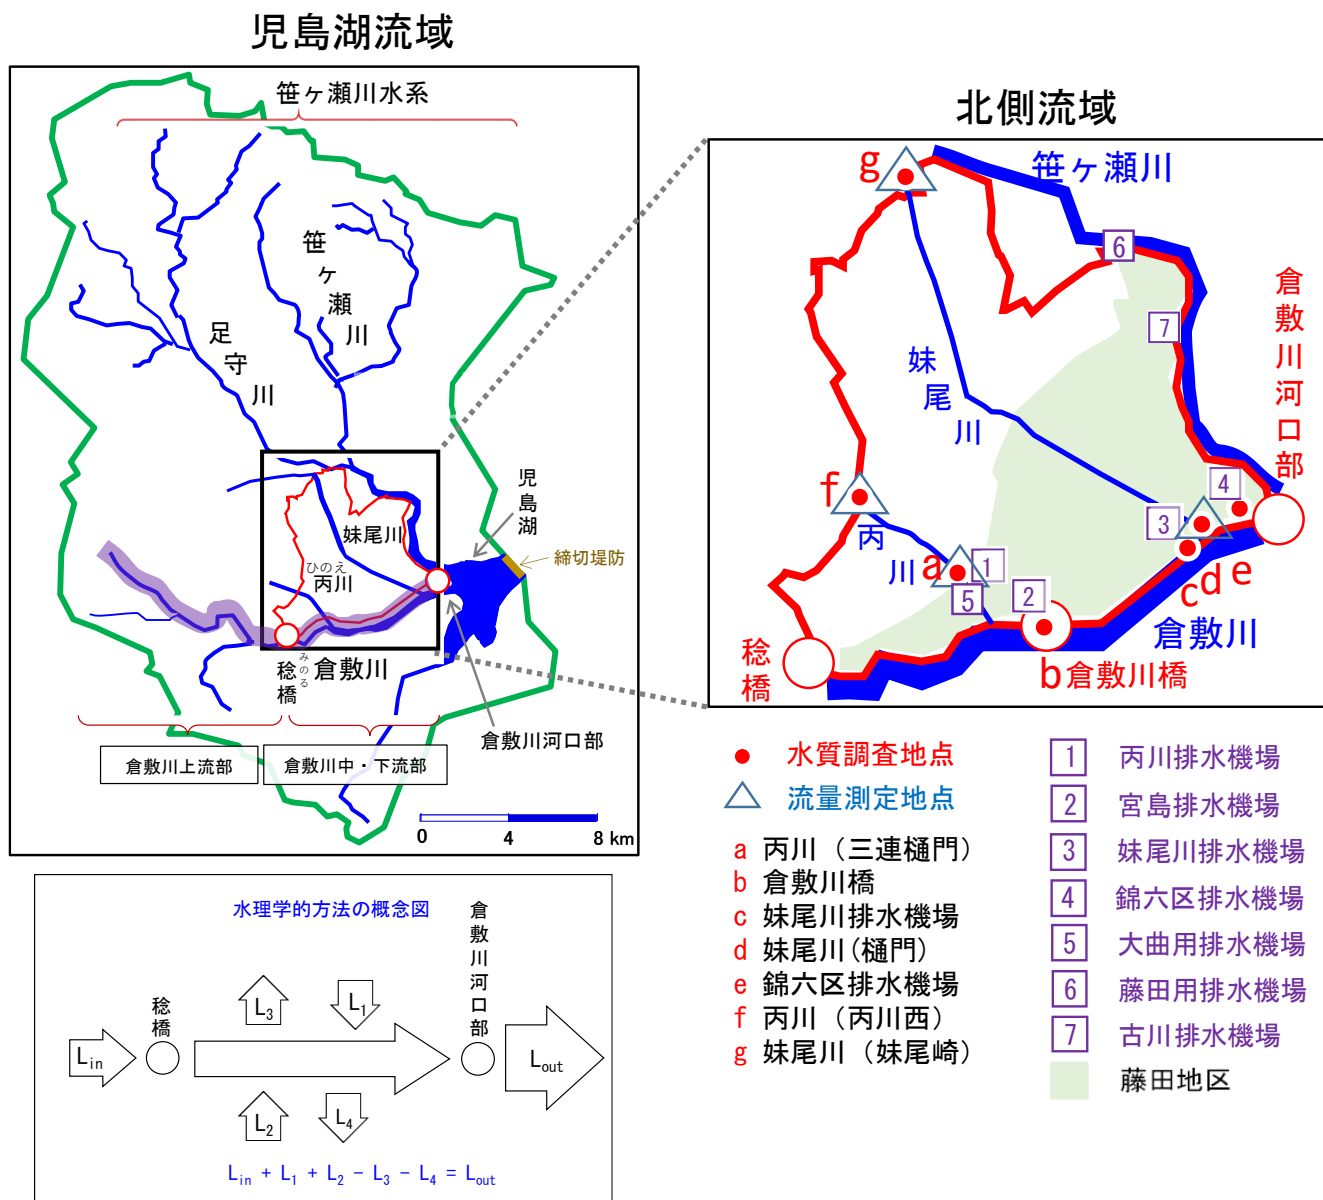 児島湖流域
笹ヶ瀬川水系
笹ヶ瀬川
足守川
妹尾川
ひのえ
丙川
児島湖
締切堤防
稔橋
みのる
倉敷川
倉敷川河口部
倉敷川上流部
倉敷川中・下流部
0 4 8 km
水理学的方法の概念図
稔橋
倉敷川河口部
L3
L1
Lin
Lout
L2
L4
Lin + L1 + L2 − L3 − L4 = Lout
北側流域
g
笹ヶ瀬川
6
7
倉敷川河口部
妹尾川
f
丙川
4
3
a
1
5
2
c
d
e
倉敷川
稔橋
b倉敷川橋
水質調査地点
流量測定地点
a 丙川（三連樋門）
b 倉敷川橋
c 妹尾川排水機場
d 妹尾川(樋門)
e 錦六区排水機場
f 丙川（丙川西）
g 妹尾川（妹尾崎）
1 丙川排水機場
2 宮島排水機場
3 妹尾川排水機場
4 錦六区排水機場
5 大曲用排水機場
6 藤田用排水機場
7 古川排水機場
藤田地区